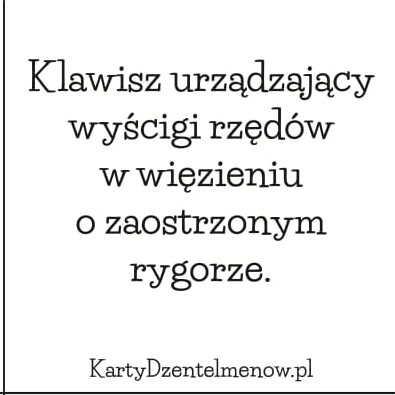 Klawisz urządzający
wyścigi rzędów
w więzieniu
o zaostrzonym
rygorze.
KartyDzentelmenow.pl